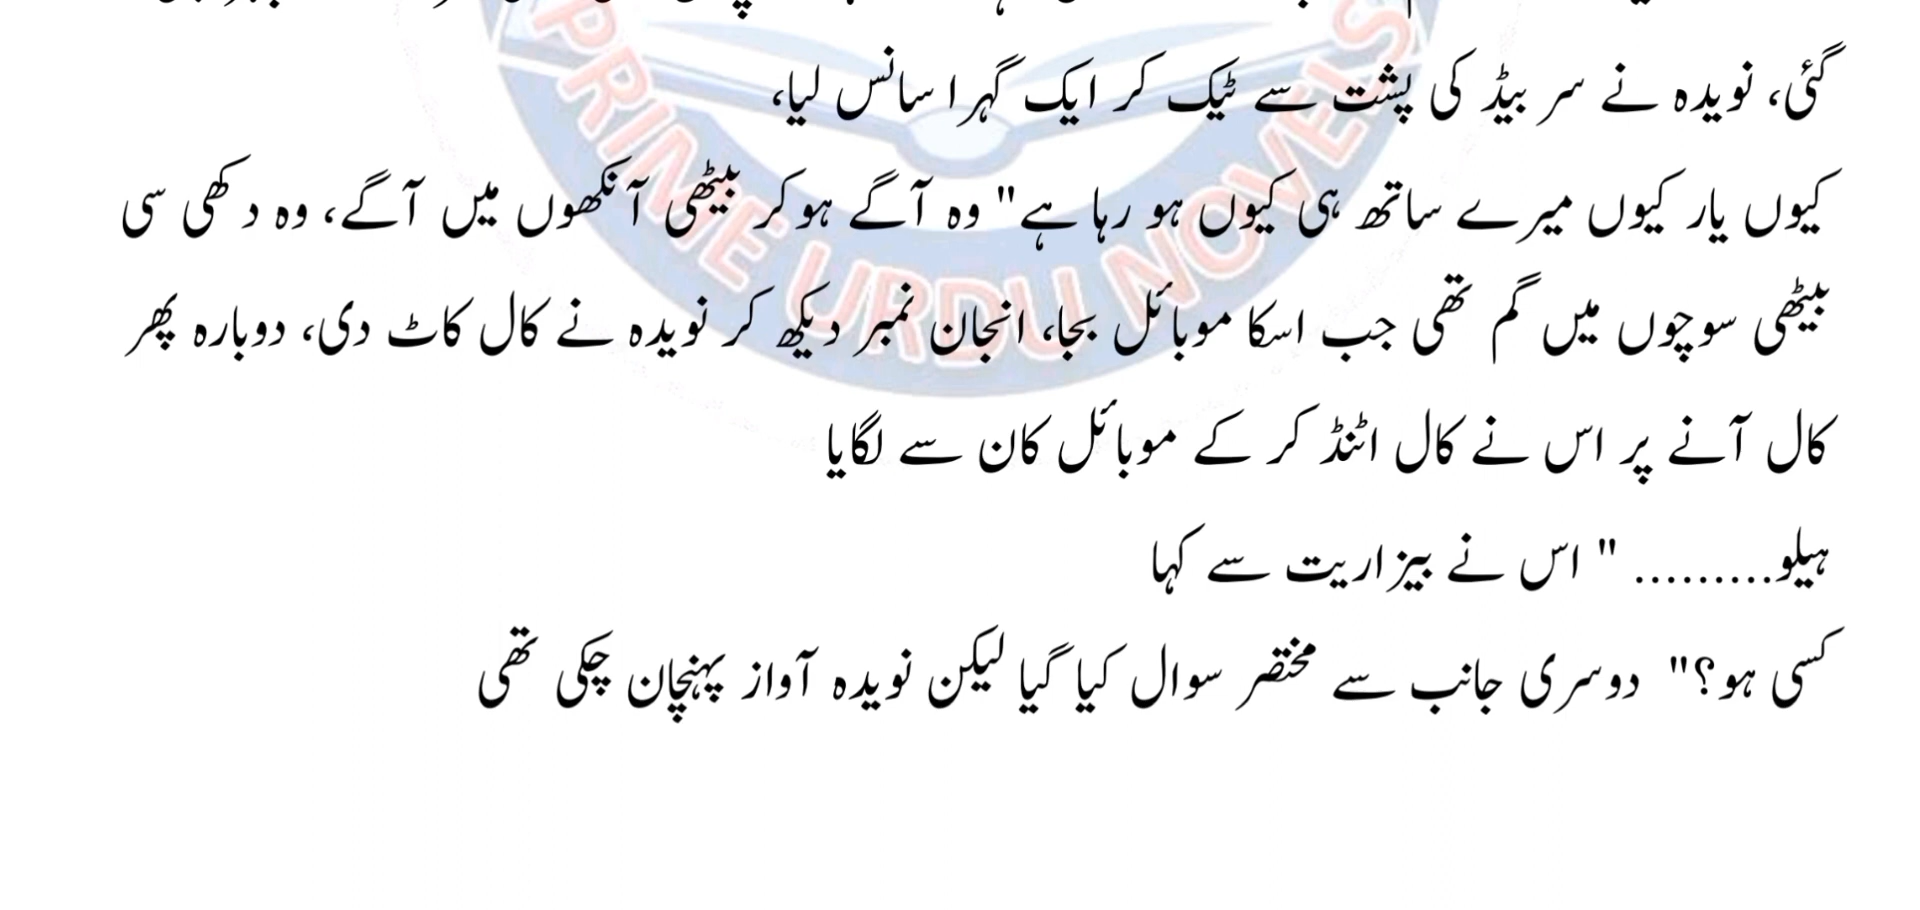 گئی، نویدہ نے سر بیڈ کی پشت سے ٹیک کر ایک گہرا سانس لیا،
کیوں یار کیوں میرے ساتھ ہی کیوں ہو رہا ہے" وہ آگے ہوکر بیٹھی آنکھوں میں آگے، وہ دکھی سی
بیٹھی سوچوں میں گم تھی جب اسکا موبائل بجا، انجان نمبر دیکھ کر نویدہ نے کال کاٹ دی، دوبارہ پھر
کال آنے پر اس نے کال اٹنڈ کر کے موبائل کان سے لگایا
ہیلو......... " اس نے بیزاریت سے کہا
کسی ہو؟" دوسری جانب سے مختصر سوال کیا گیا لیکن نویدہ آواز پہنچان چکی تھی
PRIME URDU NOVELS